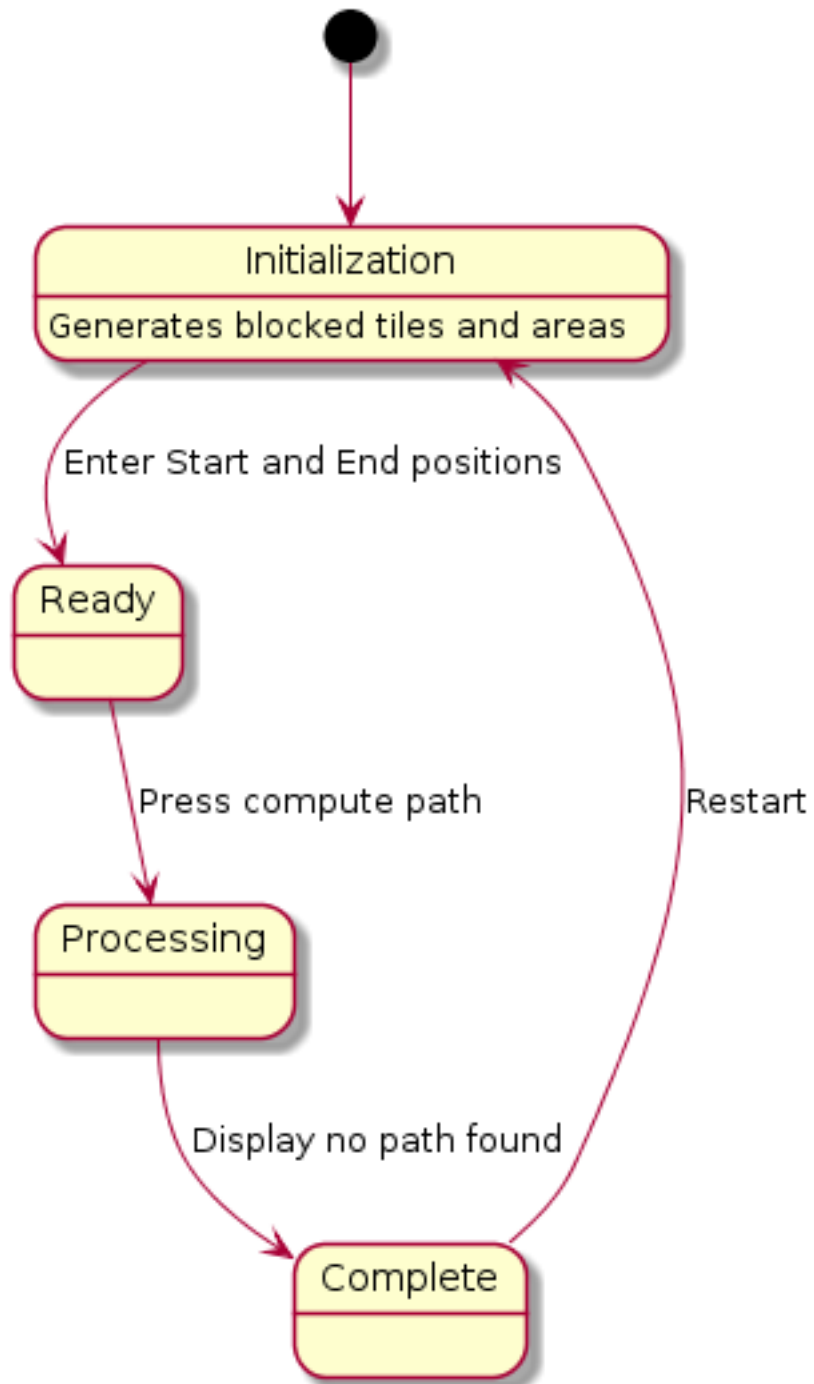 Initialization
Generates blocked tiles and areas
Enter Start and End positions
Ready
Press compute path
Restart
Processing
Display no path found
Complete